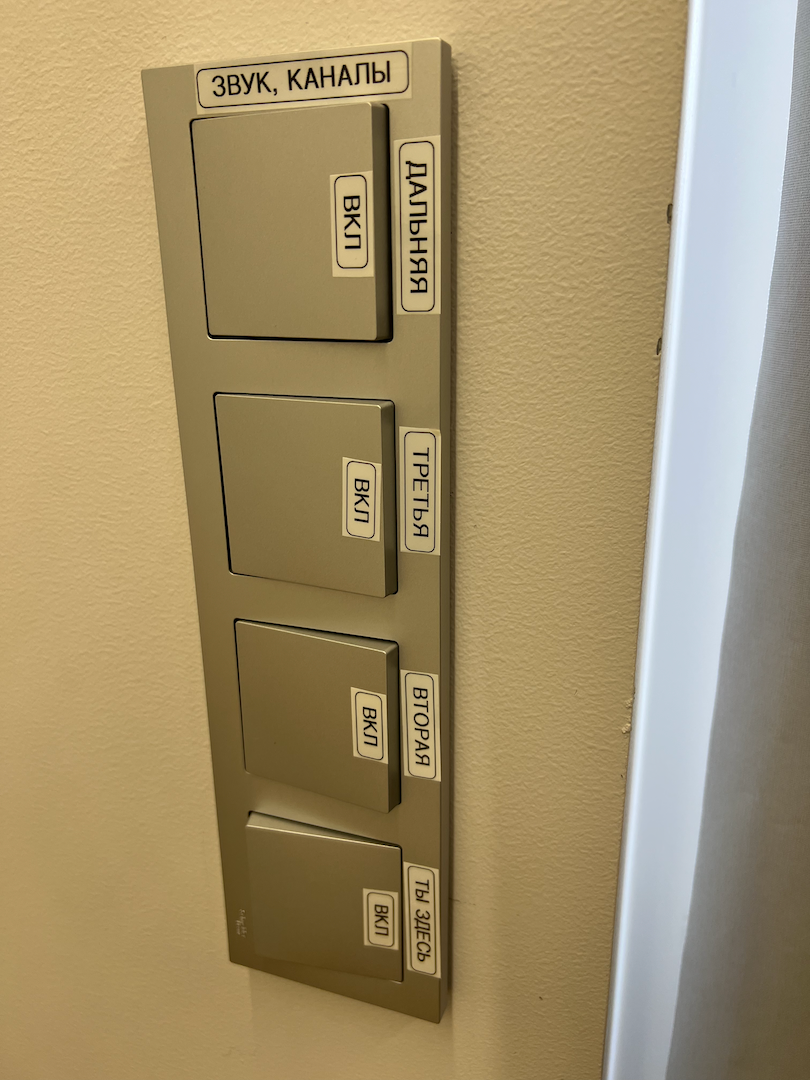 ЗВУК, КАНАЛЫ
ДАЛЬНЯЯ
ВКЛ
ТРЕТЬЯ
ВКЛ
ВТОРАЯ
ВКЛ
ТЫ ЗДЕСЬ
ВКЛ